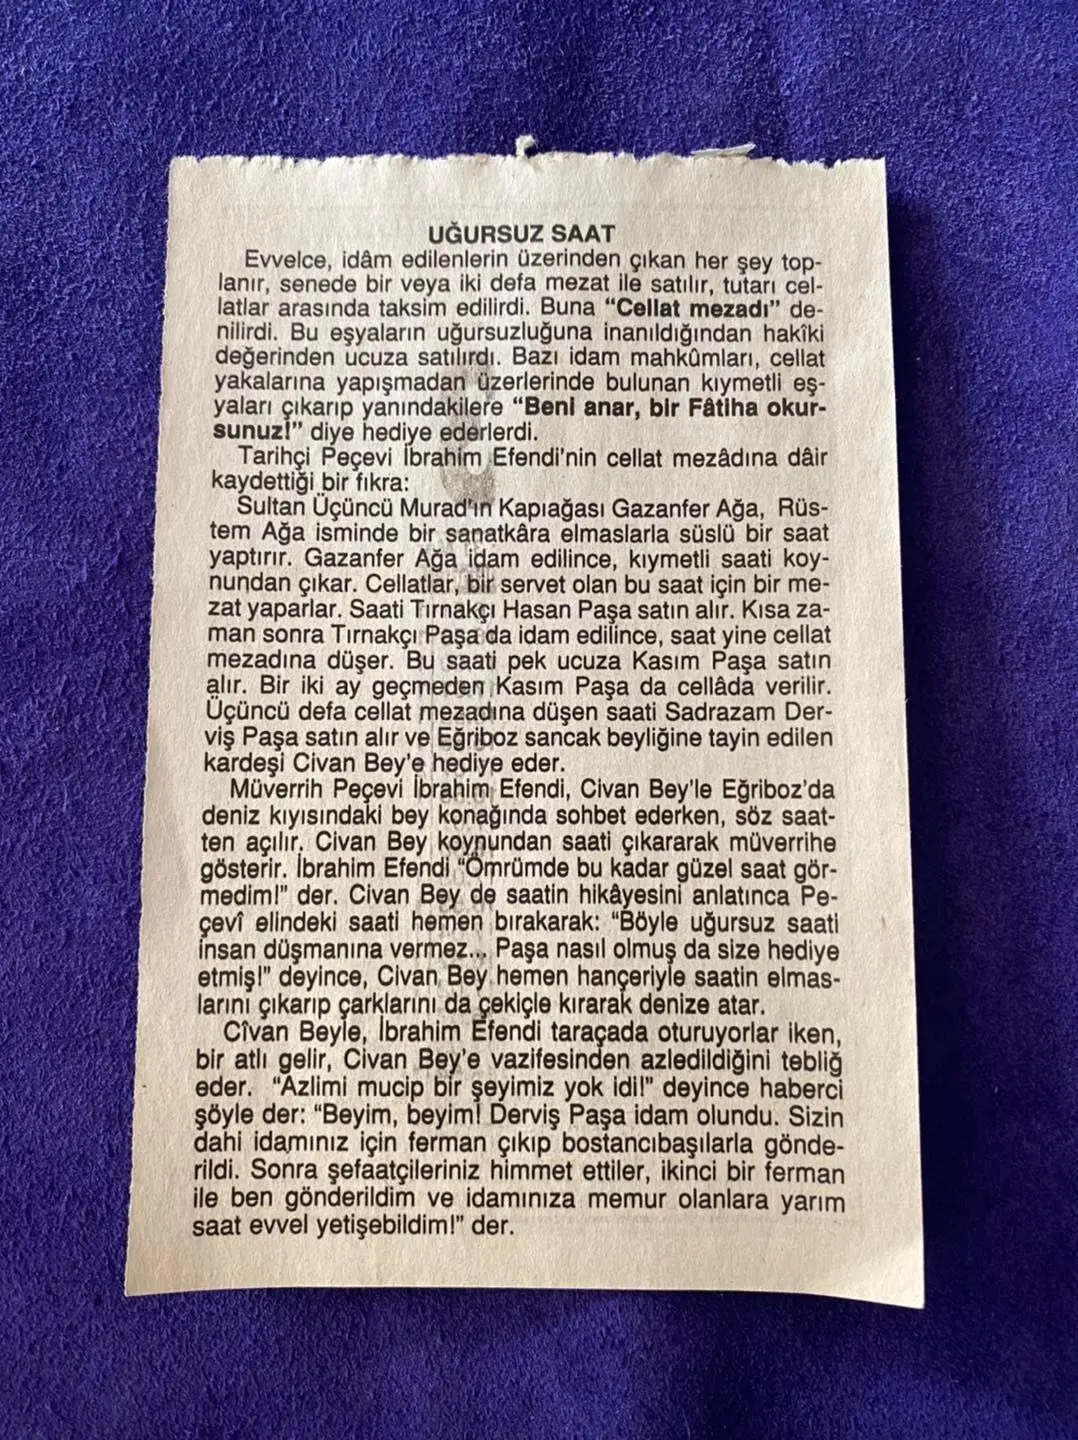 UĞURSUZ SAAT
Evvelce, idâm edilenlerin üzerinden çıkan her şey top-
lanır, senede bir veya iki defa mezat ile satılır, tutarı cel-
latlar arasında taksim edilirdi. Buna “Cellat mezadı” de-
nilirdi. Bu eşyaların uğursuzluğuna inanıldığından hakîki
değerinden ucuza satılırdı. Bazı idam mahkûmları, cellat
yakalarına yapışmadan üzerlerinde bulunan kıymetli eş-
yaları çıkarıp yanındakilere “Beni anar, bir Fâtiha okur-
sunuz!” diye hediye ederlerdi.
Tarihçi Peçevi İbrahim Efendi'nin cellat mezâdına dâir
kaydettiği bir fıkra:
Sultan Üçüncü Murad'ın Kapıağası Gazanfer Ağa, Rüs-
tem Ağa isminde bir sanatkâra elmaslarla süslü bir saat
yaptırır. Gazanfer Ağa idam edilince, kıymetli saati koy-
nundan çıkar. Cellatlar, bir servet olan bu saat için bir me-
zat yaparlar. Saati Tırnakçı Hasan Paşa satın alır. Kısa za-
man sonra Tırnakçı Paşa da idam edilince, saat yine cellat
mezadına düşer. Bu saati pek ucuza Kasım Paşa satın
alır. Bir iki ay geçmeden Kasım Paşa da cellâda verilir.
Üçüncü defa cellat mezadına düşen saati Sadrazam Der-
viş Paşa satın alır ve Eğriboz sancak beyliğine tayin edilen
kardeşi Civan Bey'e hediye eder.
Müverrih Peçevi İbrahim Efendi, Civan Bey'le Eğriboz'da
deniz kıyısındaki bey konağında sohbet ederken, söz saat-
ten açılır. Civan Bey koynundan saati çıkararak müverrihe
gösterir. İbrahim Efendi “Ömrümde bu kadar güzel saat gör-
medim!” der. Civan Bey de saatin hikâyesini anlatınca Pe-
çevî elindeki saati hemen bırakarak: “Böyle uğursuz saati
insan düşmanına vermez... Paşa nasıl olmuş da size hediye
etmiş!” deyince, Civan Bey hemen hançeriyle saatin elmas-
larını çıkarıp çarklarını da çekiçle kırarak denize atar.
Cîvan Beyle, İbrahim Efendi taraçada oturuyorlar iken,
bir atlı gelir, Civan Bey'e vazifesinden azledildiğini tebliğ
eder. “Azlimi mucip bir şeyimiz yok idi!” deyince haberci
şöyle der: “Beyim, beyim! Derviş Paşa idam olundu. Sizin
dahi idamınız için ferman çıkıp bostancıbaşılarla gönde-
rildi. Sonra şefaatçileriniz himmet ettiler, ikinci bir ferman
ile ben gönderildim ve idamınıza memur olanlara yarım
saat evvel yetişebildim!” der.